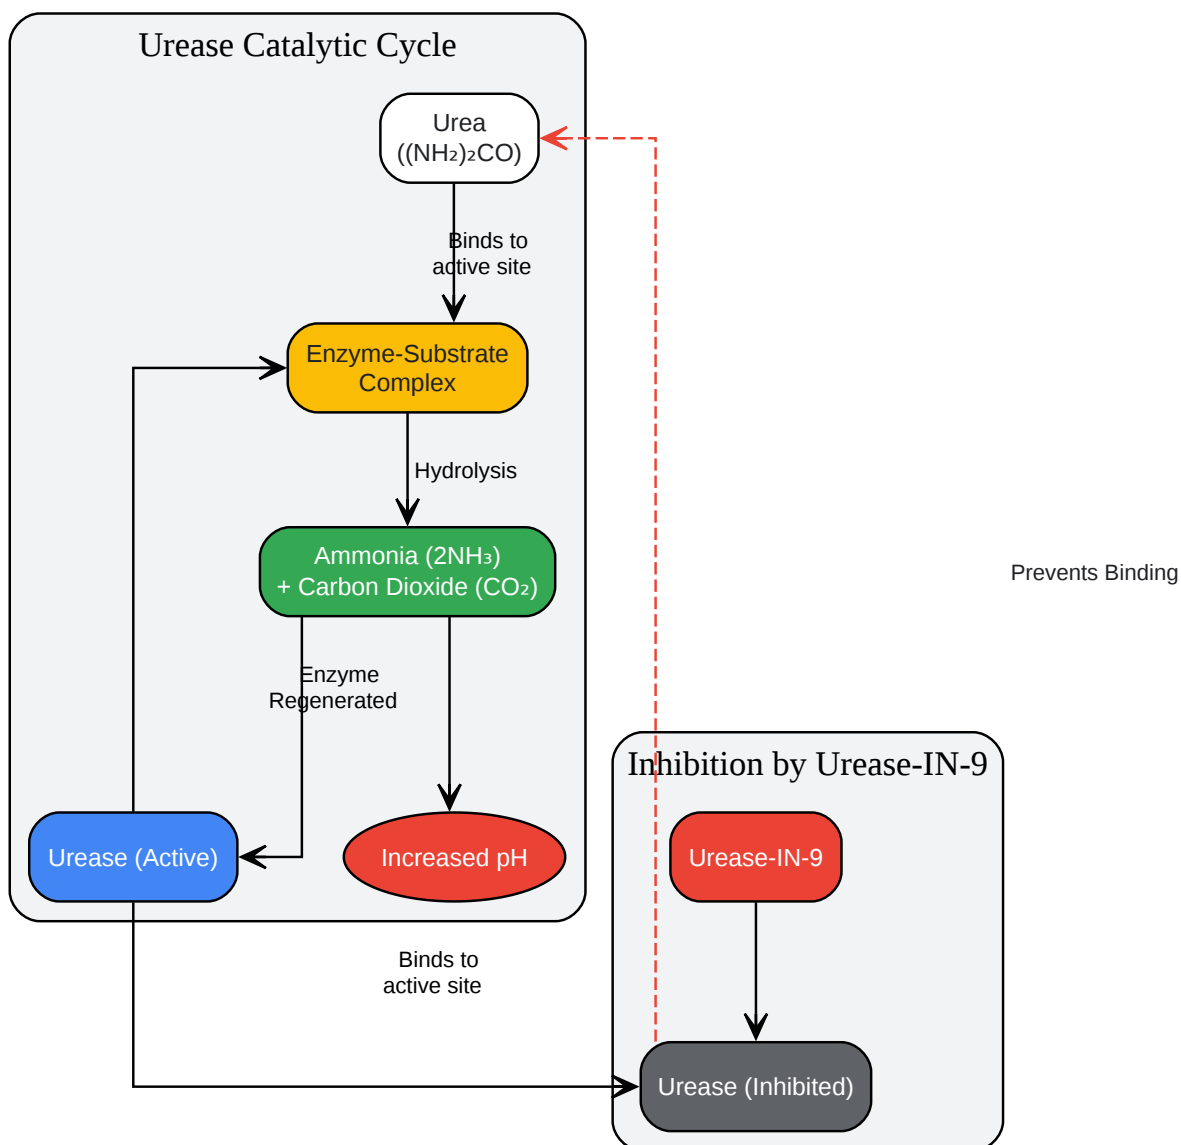 Urease Catalytic Cycle
Urea
((NH₂)₂CO)
Binds to
active site
Enzyme-Substrate
Complex
Hydrolysis
Ammonia (2NH₃)
+ Carbon Dioxide (CO₂)
Prevents Binding
Enzyme
Regenerated
Inhibition by Urease-IN-9
Urease (Active)
Increased pH
Urease-IN-9
Binds to
active site
Urease (Inhibited)